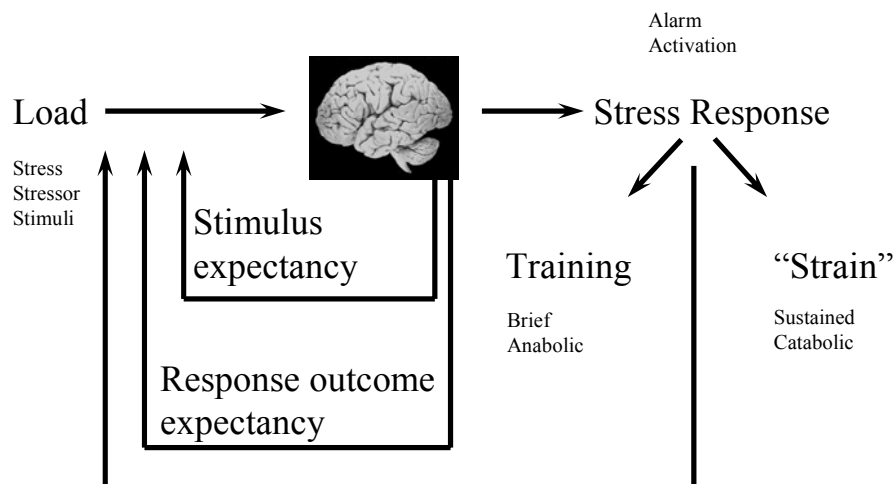 Alarm
Activation
Load
Stress Response
Stress
Stressor
Stimuli
Stimulus
expectancy
Training
“Strain”
Brief
Anabolic
Sustained
Catabolic
Response outcome
expectancy